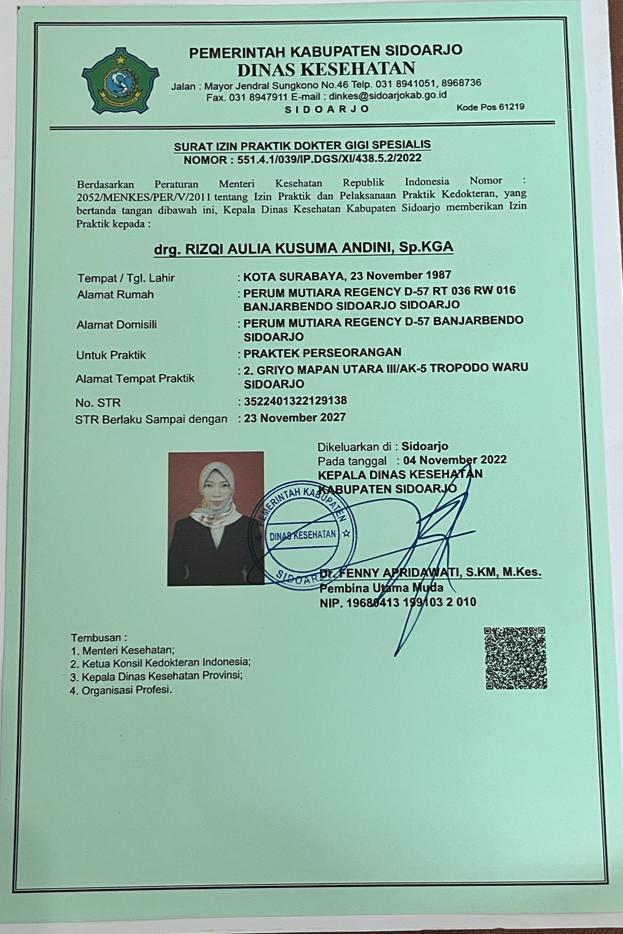 PEMERINTAH KABUPATEN SIDOARJO
DINAS KESEHATAN
Jalan : Mayor Jendral Sungkono No.46 Telp. 031 8941051, 8968736
Fax. 031 8947911 E-mail : dinkes@sidoarjokab.go.id
S I D O A R J O
Kode Pos 61219
SURAT IZIN PRAKTIK DOKTER GIGI SPESIALIS
NOMOR : 551.4.1/039/IP.DGS/XI/438.5.2/2022
Berdasarkan Peraturan Menteri Kesehatan Republik Indonesia Nomor :
2052/MENKES/PER/V/2011 tentang Izin Praktik dan Pelaksanaan Praktik Kedokteran, yang
bertanda tangan dibawah ini, Kepala Dinas Kesehatan Kabupaten Sidoarjo memberikan Izin
Praktik kepada :
drg. RIZQI AULIA KUSUMA ANDINI, Sp.KGA
Tempat / Tgl. Lahir : KOTA SURABAYA, 23 November 1987
Alamat Rumah : PERUM MUTIARA REGENCY D-57 RT 036 RW 016
BANJARBENDO SIDOARJO SIDOARJO
Alamat Domisili : PERUM MUTIARA REGENCY D-57 BANJARBENDO
SIDOARJO
Untuk Praktik : PRAKTEK PERSEORANGAN
Alamat Tempat Praktik : 2. GRIYO MAPAN UTARA III/AK-5 TROPODO WARU
SIDOARJO
No. STR : 3522401322129138
STR Berlaku Sampai dengan : 23 November 2027
Dikeluarkan di : Sidoarjo
Pada tanggal : 04 November 2022
KEPALA DINAS KESEHATAN
KABUPATEN SIDOARJO
PEMERINTAH KABUPATEN
DINAS KESEHATAN
SIDOARJO
Dr. FENNY APRIDAWATI, S.KM, M.Kes.
Pembina Utama Muda
NIP. 19680413 199103 2 010
Tembusan :
1. Menteri Kesehatan;
2. Ketua Konsil Kedokteran Indonesia;
3. Kepala Dinas Kesehatan Provinsi;
4. Organisasi Profesi.